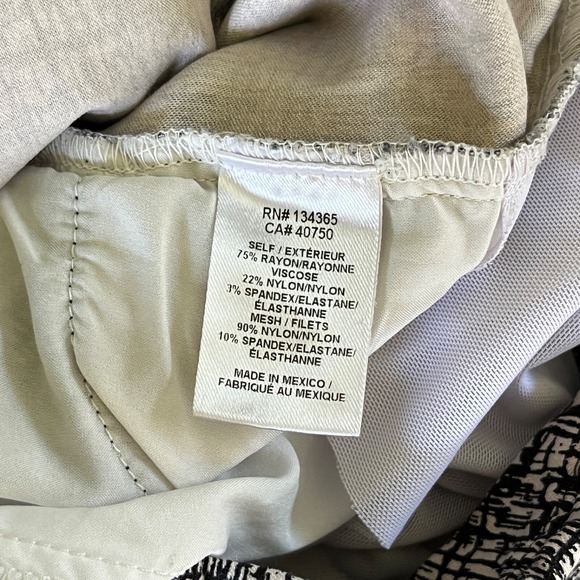 RN# 134365
CA# 40750
SELF / EXTÉRIEUR
75% RAYON/RAYONNE
VISCOSE
22% NYLON/NYLON
3% SPANDEX/ELASTANE/
ÉLASTHANNE
MESH / FILETS
90% NYLON/NYLON
10% SPANDEX/ELASTANE/
ÉLASTHANNE
MADE IN MEXICO /
FABRIQUÉ AU MEXIQUE